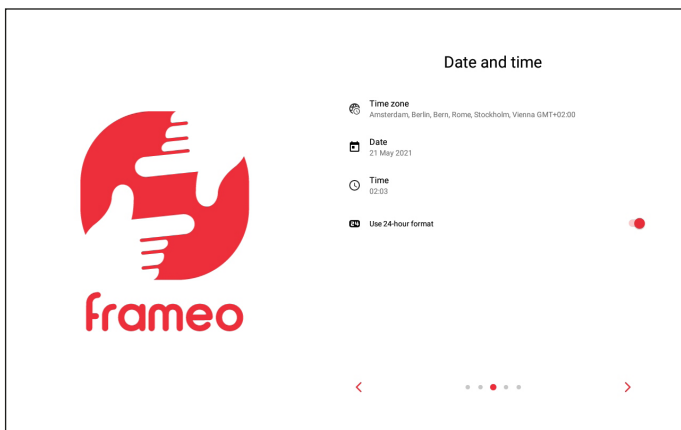 Date and time
Time zone
Amsterdam, Berlin, Bern, Rome, Stockholm, Vienna GMT+02:00
Date
21 May 2021
Time
02:03
24
Use 24-hour format
frameo